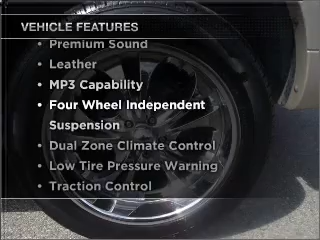 VEHICLE FEATURES
• Premium Sound
• Leather
• MP3 Capability
• Four Wheel Independent
Suspension
• Dual Zone Climate Control
• Low Tire Pressure Warning
• Traction Control